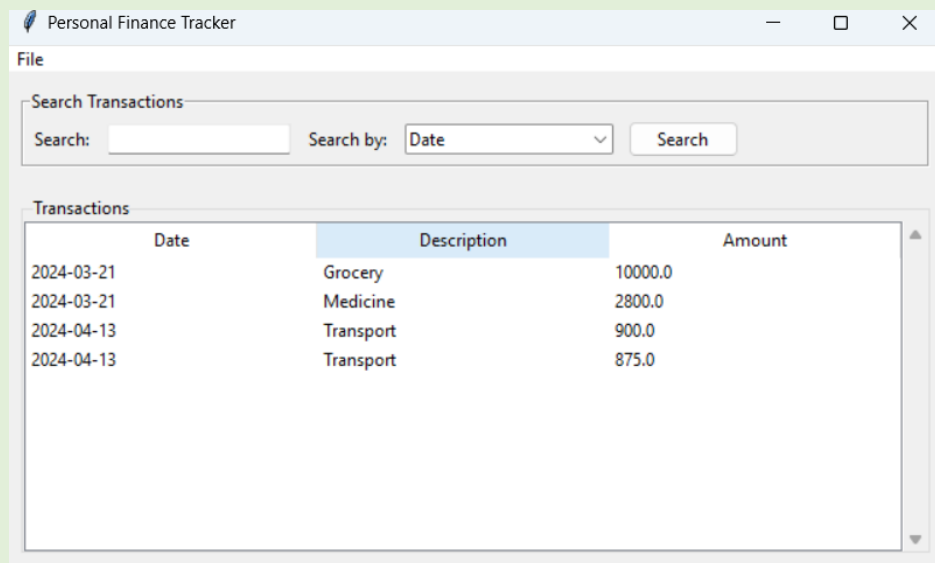 Personal Finance Tracker
File
Search Transactions
Search: Search by: Date Search
Transactions
Date Description Amount
2024-03-21 Grocery 10000.0
2024-03-21 Medicine 2800.0
2024-04-13 Transport 900.0
2024-04-13 Transport 875.0